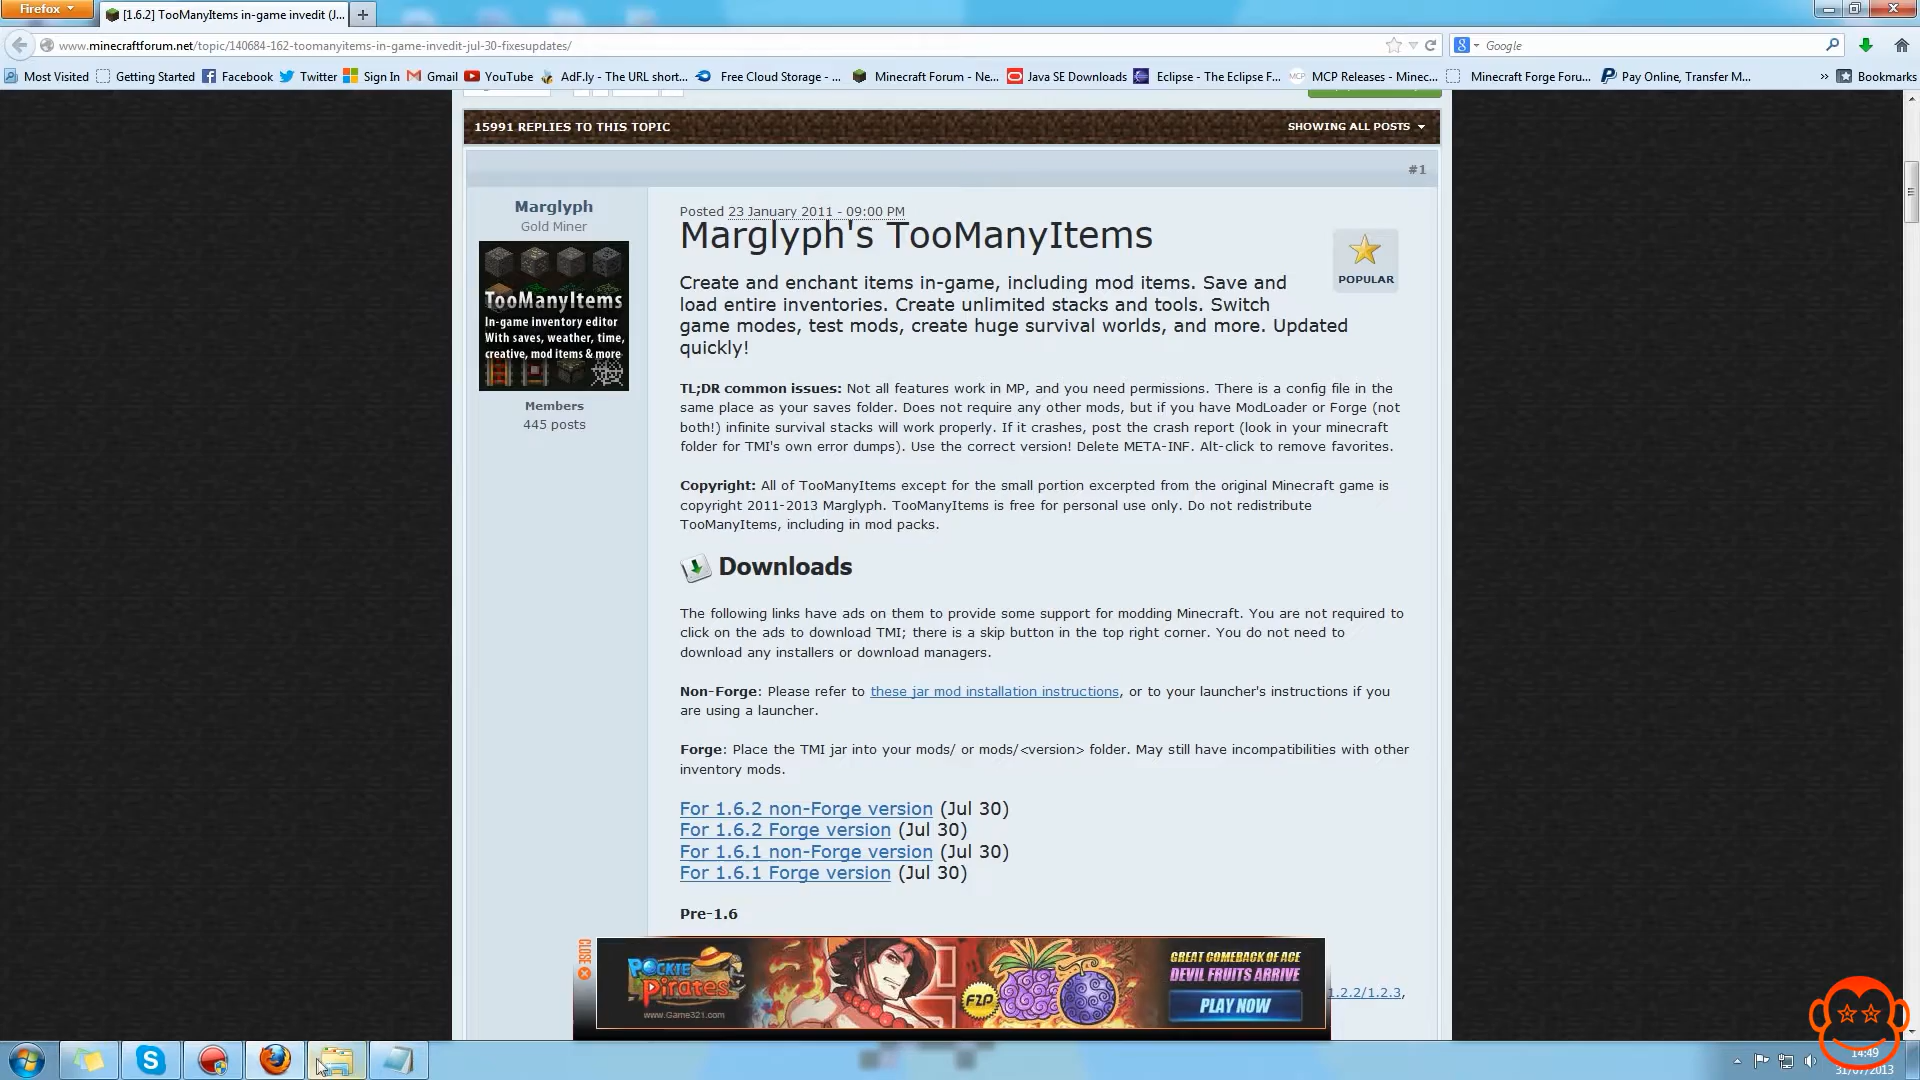 Firefox
[1.6.2] TooManyItems in-game invedit (J...
www.minecraftforum.net/topic/140684-162-toomanyitems-in-game-invedit-jul-30-fixesupdates/
Google
Most Visited Getting Started Facebook Twitter Sign In Gmail YouTube AdF.ly - The URL short... Free Cloud Storage - ... Minecraft Forum - Ne... Java SE Downloads Eclipse - The Eclipse F... MCP Releases - Minec... Minecraft Forge Foru... Pay Online, Transfer M... » Bookmarks
15991 REPLIES TO THIS TOPIC
SHOWING ALL POSTS
#1
Marglyph
Gold Miner
TooManyItems
In-game inventory editor
With saves, weather, time,
creative, mod items & more
Members
445 posts
Posted 23 January 2011 - 09:00 PM
Marglyph's TooManyItems
POPULAR
Create and enchant items in-game, including mod items. Save and
load entire inventories. Create unlimited stacks and tools. Switch
game modes, test mods, create huge survival worlds, and more. Updated
quickly!
TL;DR common issues: Not all features work in MP, and you need permissions. There is a config file in the
same place as your saves folder. Does not require any other mods, but if you have ModLoader or Forge (not
both!) infinite survival stacks will work properly. If it crashes, post the crash report (look in your minecraft
folder for TMI's own error dumps). Use the correct version! Delete META-INF. Alt-click to remove favorites.
Copyright: All of TooManyItems except for the small portion excerpted from the original Minecraft game is
copyright 2011-2013 Marglyph. TooManyItems is free for personal use only. Do not redistribute
TooManyItems, including in mod packs.
Downloads
The following links have ads on them to provide some support for modding Minecraft. You are not required to
click on the ads to download TMI; there is a skip button in the top right corner. You do not need to
download any installers or download managers.
Non-Forge: Please refer to these jar mod installation instructions, or to your launcher's instructions if you
are using a launcher.
Forge: Place the TMI jar into your mods/ or mods/<version> folder. May still have incompatibilities with other
inventory mods.
For 1.6.2 non-Forge version (Jul 30)
For 1.6.2 Forge version (Jul 30)
For 1.6.1 non-Forge version (Jul 30)
For 1.6.1 Forge version (Jul 30)
Pre-1.6
CLOSE
POCKIE
PIRATES
www.Game321.com
F2P
GREAT COMEBACK OF ACE
DEVIL FRUITS ARRIVE
PLAY NOW
1.2.2/1.2.3,
14:49
31/07/2013